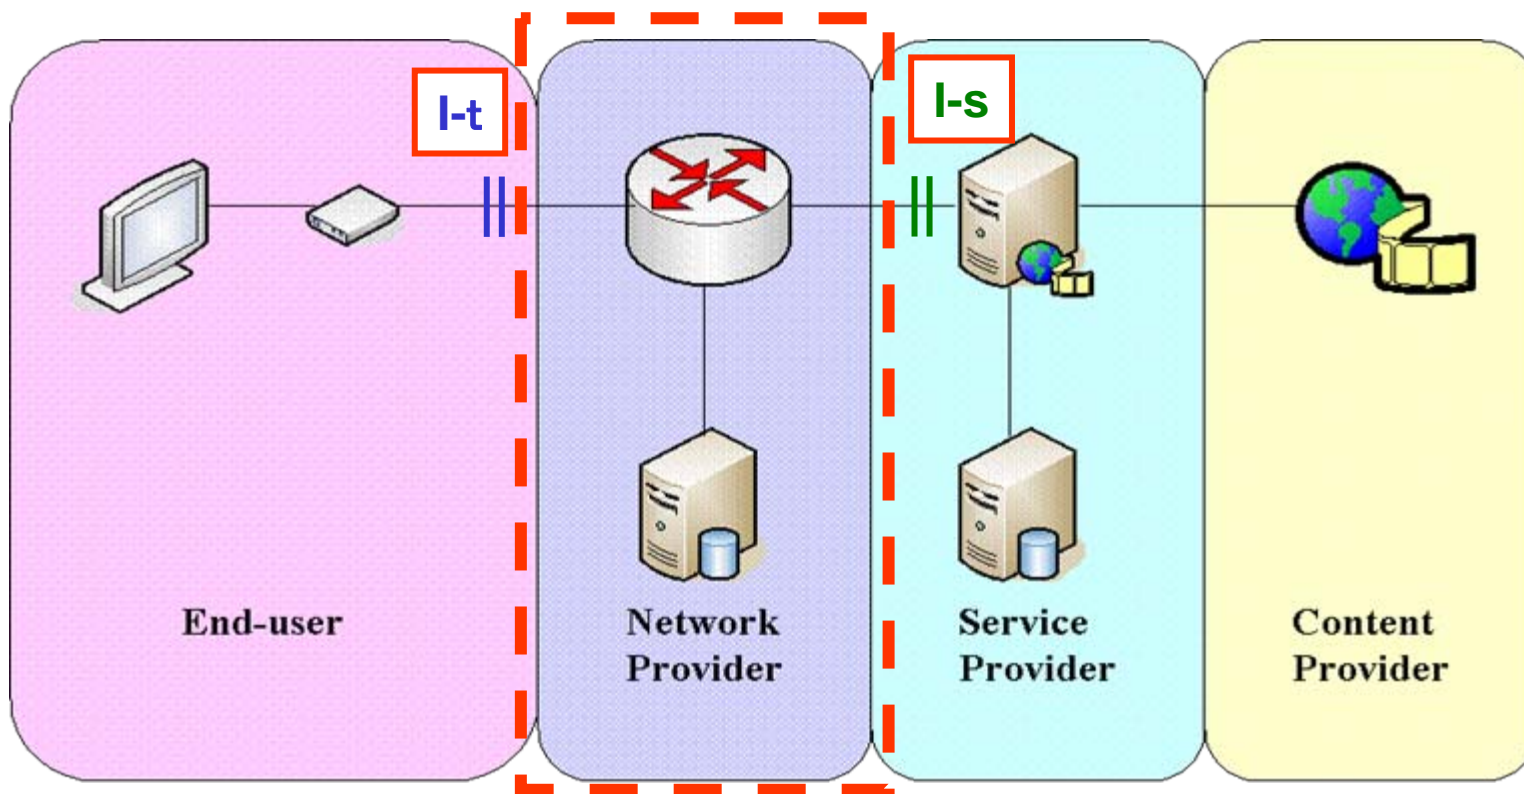 I-t
I-s
End-user
Network
Provider
Service
Provider
Content
Provider